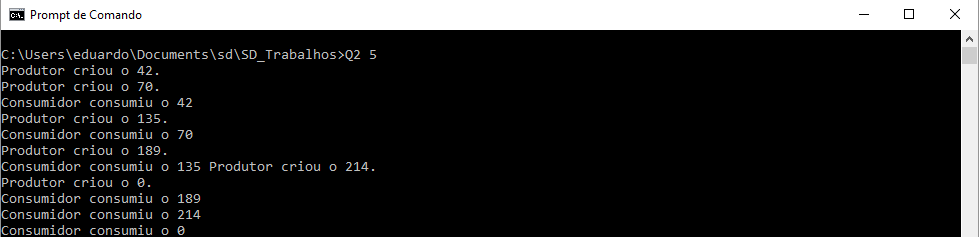 Prompt de Comando
C:\Users\eduardo\Documents\sd\SD_Trabalhos>Q2 5
Produtor criou o 42.
Produtor criou o 70.
Consumidor consumiu o 42
Produtor criou o 135.
Consumidor consumiu o 70
Produtor criou o 189.
Consumidor consumiu o 135 Produtor criou o 214.
Produtor criou o 0.
Consumidor consumiu o 189
Consumidor consumiu o 214
Consumidor consumiu o 0